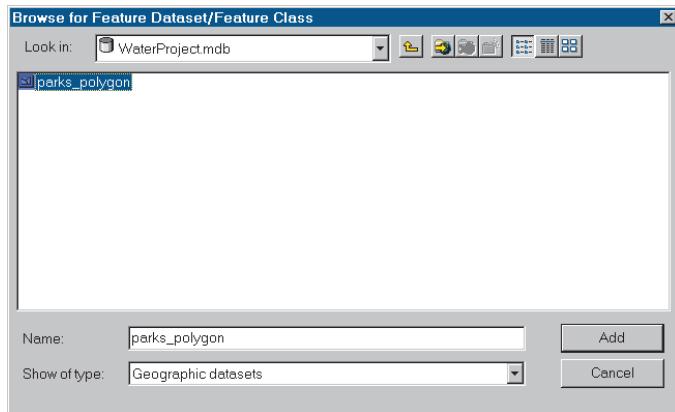 Browse for Feature Dataset/Feature Class
Look in: WaterProject.mdb
parks_polygon
Name: parks_polygon Add
Show of type: Geographic datasets Cancel